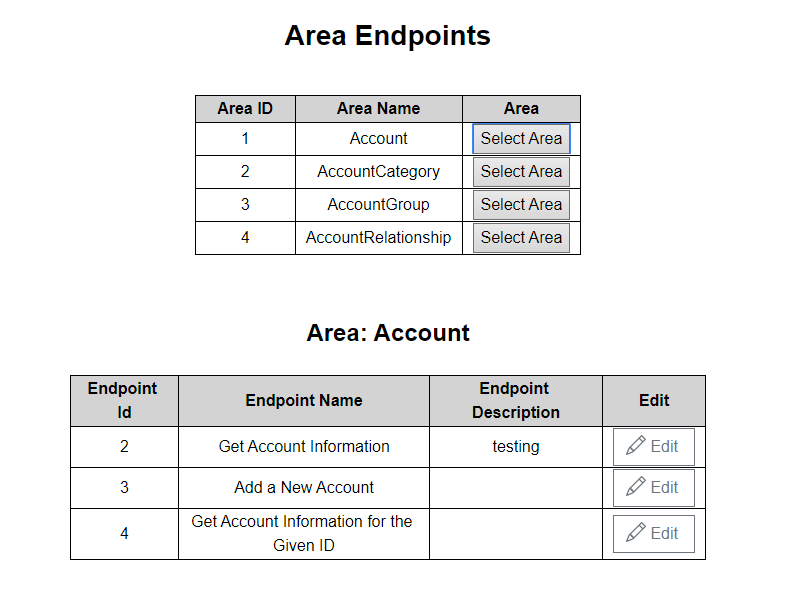 Area Endpoints
Area ID Area Name Area
1 Account Select Area
2 AccountCategory Select Area
3 AccountGroup Select Area
4 AccountRelationship Select Area
Area: Account
Endpoint Id Endpoint Name Endpoint Description Edit
2 Get Account Information testing Edit
3 Add a New Account Edit
4 Get Account Information for the Given ID Edit